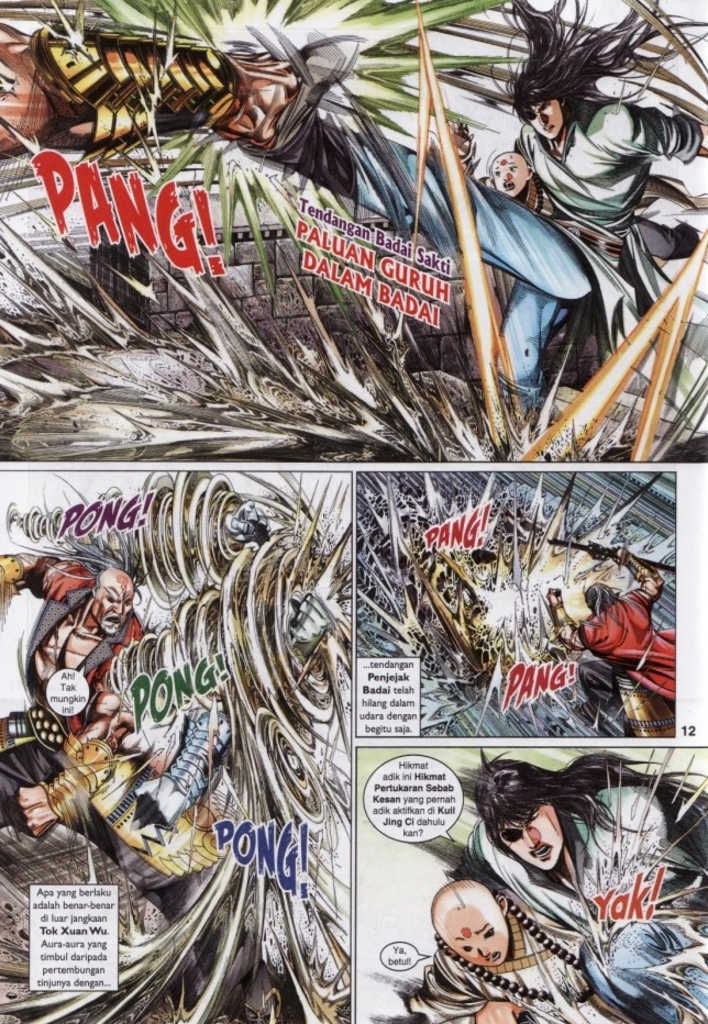 PANG!
Tendangan Badai Sakti
PALUAN GURUH
DALAM BADAI
PONG!
Ah!
Tak
mungkin
ini!
PONG!
PONG!
Apa yang berlaku
adalah benar-benar
di luar jangkaan
Tok Xuan Wu.
Aura-aura yang
timbul daripada
pertembungan
tinjunya dengan...
PANG!
PANG!
...tendangan
Penjejak
Badai telah
hilang dalam
udara dengan
begitu saja.
12
Hikmat
adik ini Hikmat
Pertukaran Sebab
Kesan yang pernah
adik aktifkan di Kuil
Jing Ci dahulu
kan?
YAK!
Ya,
betul!